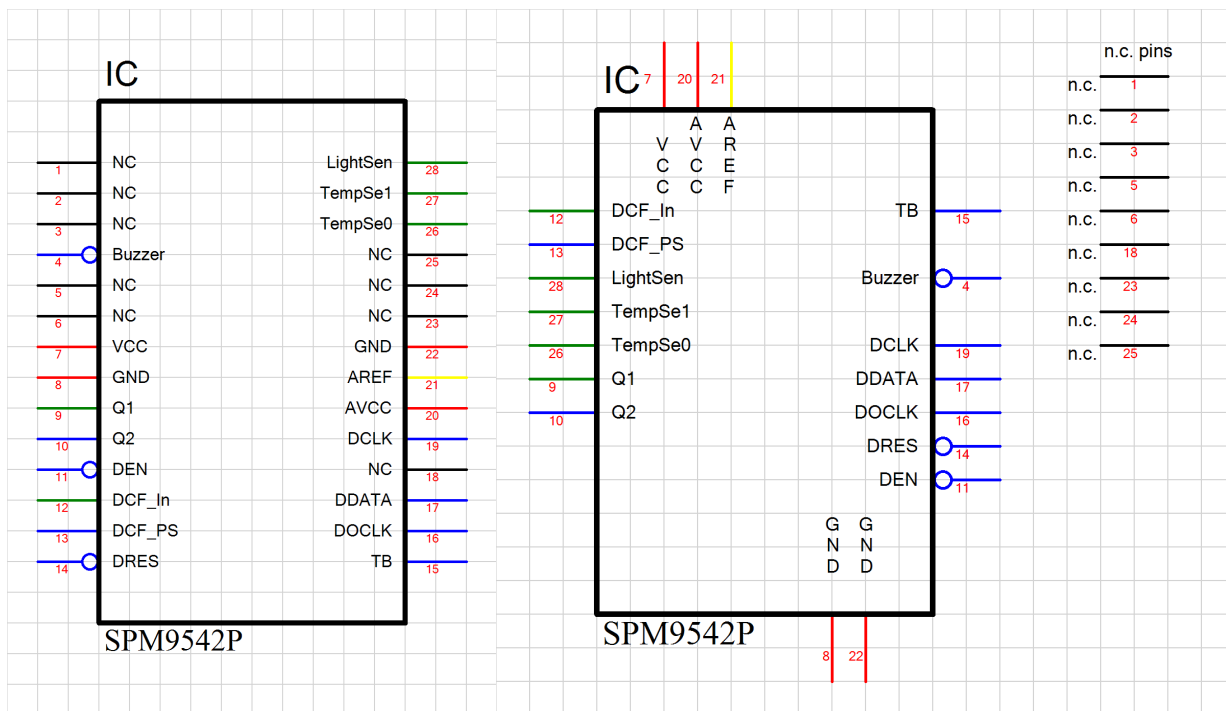 IC
NC LightSen
1 28
NC TempSe1
2 27
NC TempSe0
3 26
Buzzer NC
4 25
NC NC
5 24
NC NC
6 23
VCC GND
7 22
GND AREF
8 21
Q1 AVCC
9 20
Q2 DCLK
10 19
DEN NC
11 18
DCF_In DDATA
12 17
DCF_PS DOCLK
13 16
DRES TB
14 15
SPM9542P
IC
7 20 21
VCC
AVCC
AREF
DCF_In TB
12 15
DCF_PS
13
LightSen Buzzer
28 4
TempSe1
27
TempSe0 DCLK
26 19
Q1 DDATA
9 17
Q2 DOCLK
10 16
DRES
14
DEN
11
GND
GND
8 22
SPM9542P
n.c. pins
n.c. 1
n.c. 2
n.c. 3
n.c. 5
n.c. 6
n.c. 18
n.c. 23
n.c. 24
n.c. 25